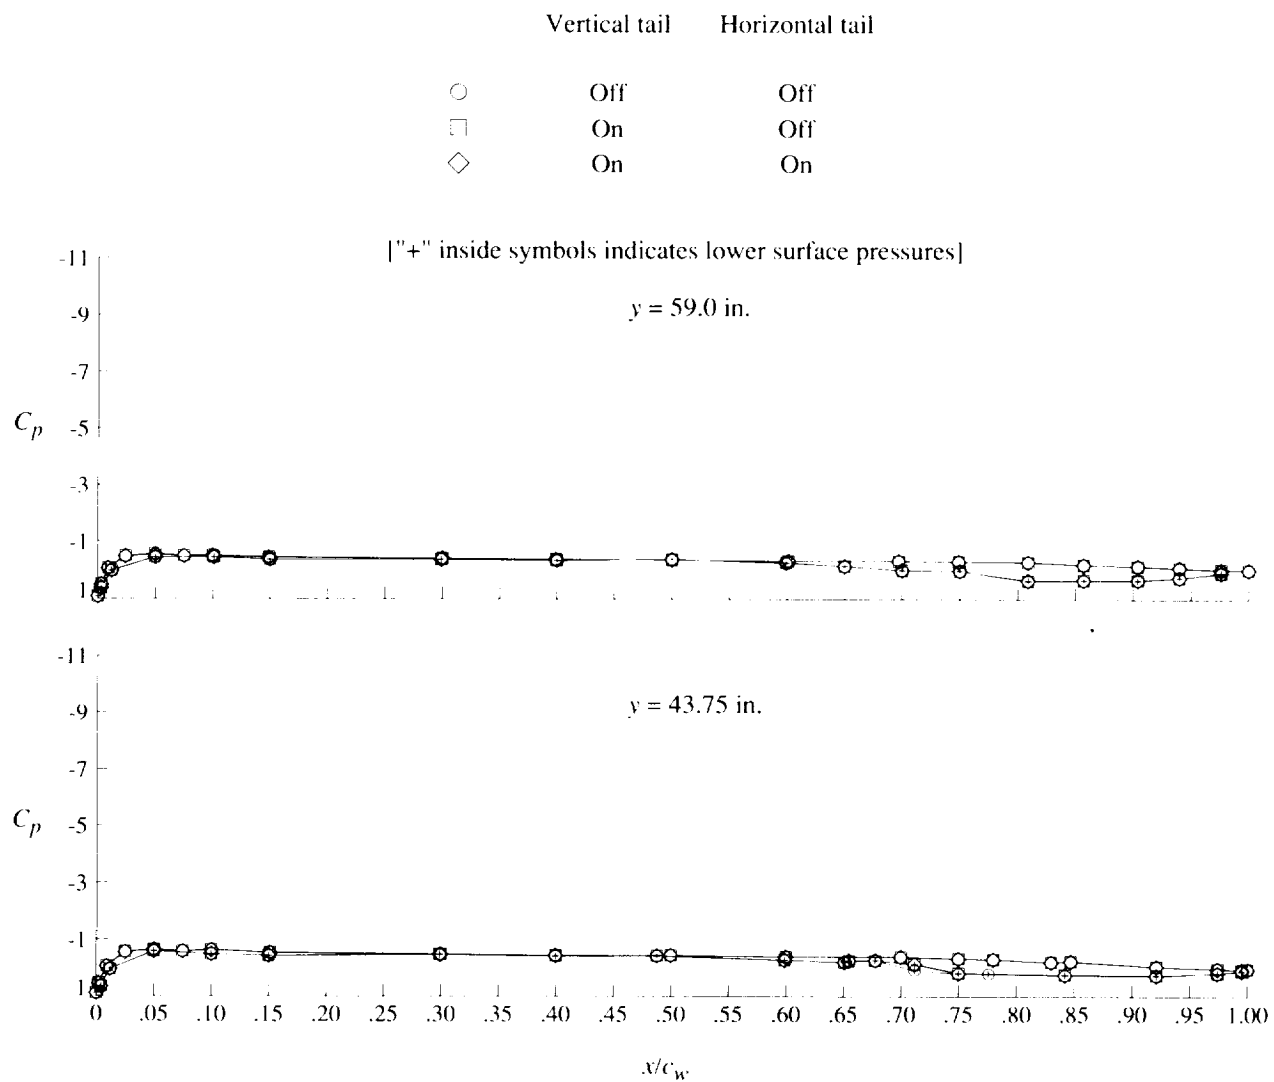 Vertical tail Horizontal tail
Off Off
On Off
On On
["+" inside symbols indicates lower surface pressures]
y = 59.0 in.
-11
-9
-7
Cp -5
-3
-1
1
y = 43.75 in.
-11
-9
-7
Cp -5
-3
-1
1
0 .05 .10 .15 .20 .25 .30 .35 .40 .45 .50 .55 .60 .65 .70 .75 .80 .85 .90 .95 1.00
x/cw